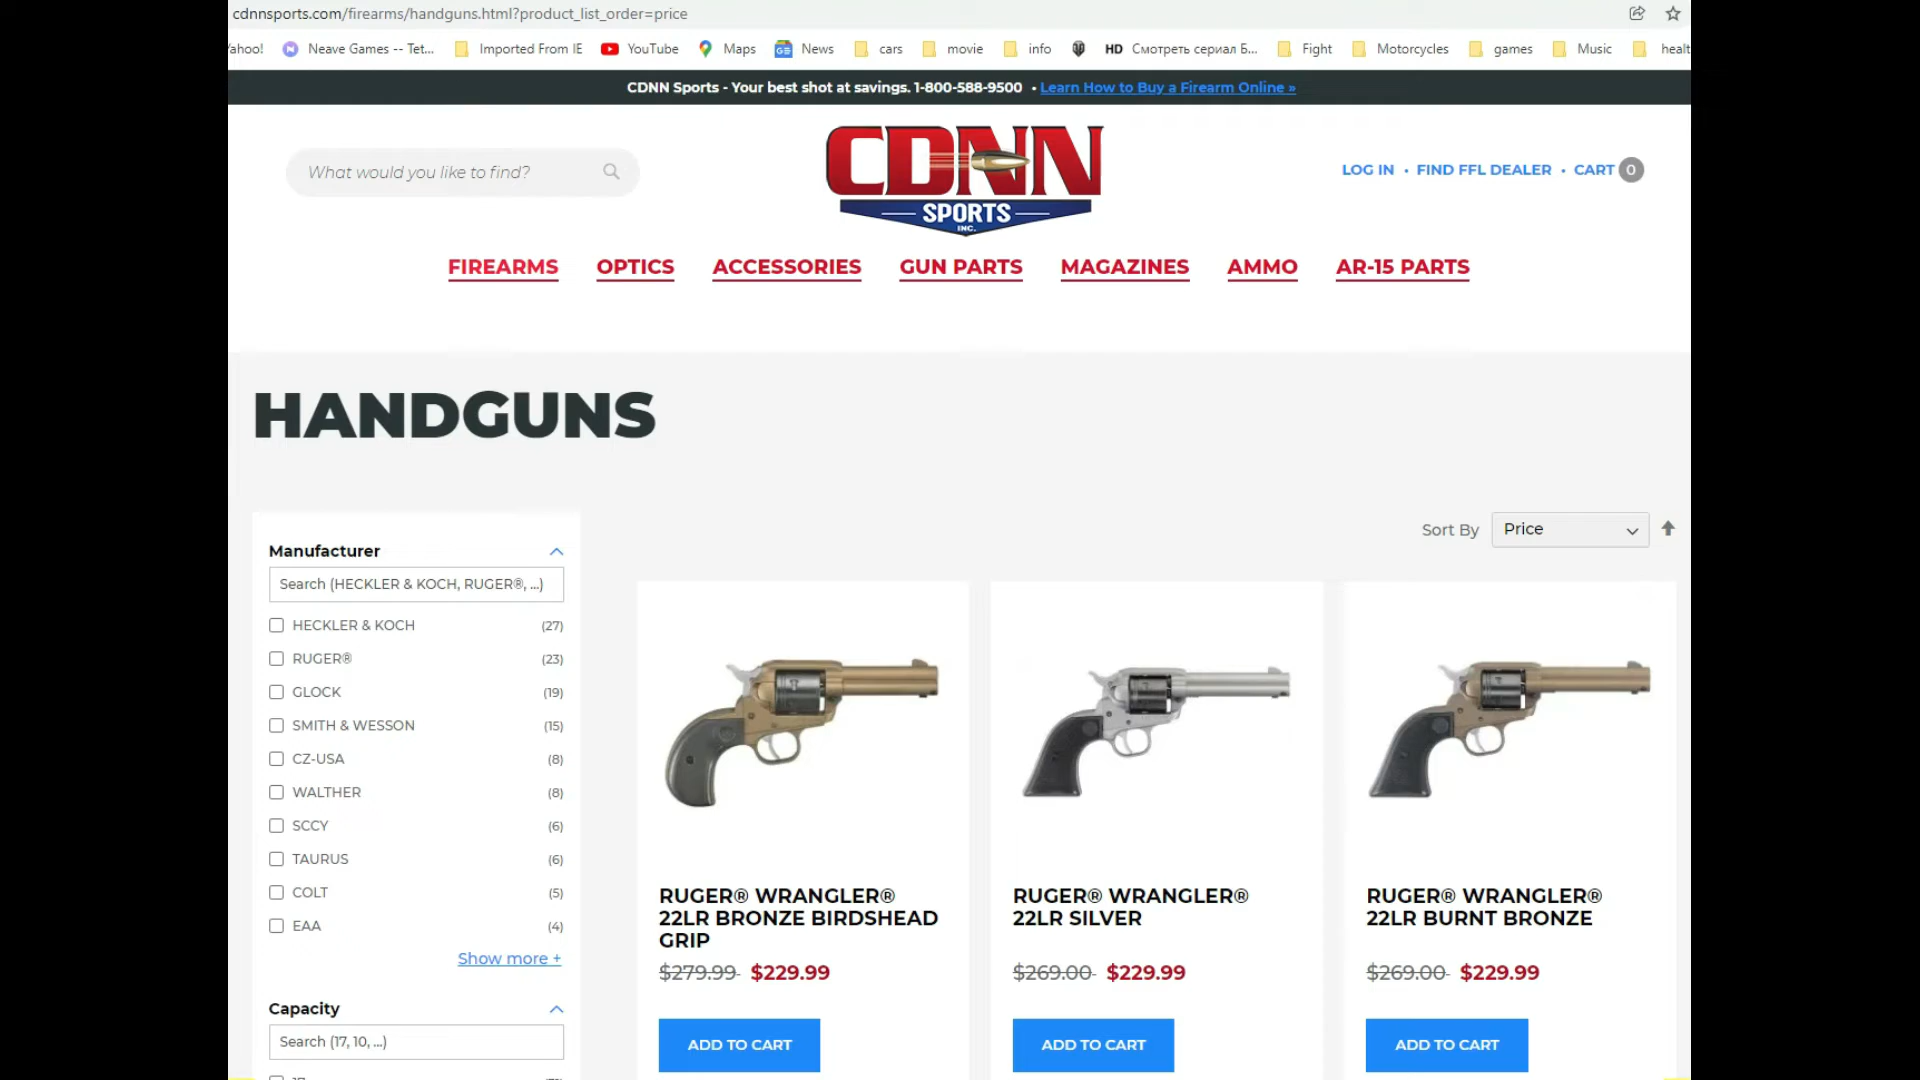 cdnnsports.com/firearms/handguns.html?product_list_order=price
Yahoo! Neave Games -- Tet... Imported From IE YouTube Maps News cars movie info HD Смотреть сериал Б... Fight Motorcycles games Music healt
CDNN Sports - Your best shot at savings. 1-800-588-9500 • Learn How to Buy a Firearm Online »
What would you like to find?
CDNN
SPORTS
INC.
LOG IN • FIND FFL DEALER • CART 0
FIREARMS OPTICS ACCESSORIES GUN PARTS MAGAZINES AMMO AR-15 PARTS
HANDGUNS
Sort By Price
Manufacturer
Search (HECKLER & KOCH, RUGER®, ...)
HECKLER & KOCH (27)
RUGER® (23)
GLOCK (19)
SMITH & WESSON (15)
CZ-USA (8)
WALTHER (8)
SCCY (6)
TAURUS (6)
COLT (5)
EAA (4)
Show more +
Capacity
Search (17, 10, ...)
RUGER® WRANGLER®
22LR BRONZE BIRDSHEAD
GRIP
$279.99 $229.99
ADD TO CART
RUGER® WRANGLER®
22LR SILVER
$269.00 $229.99
ADD TO CART
RUGER® WRANGLER®
22LR BURNT BRONZE
$269.00 $229.99
ADD TO CART